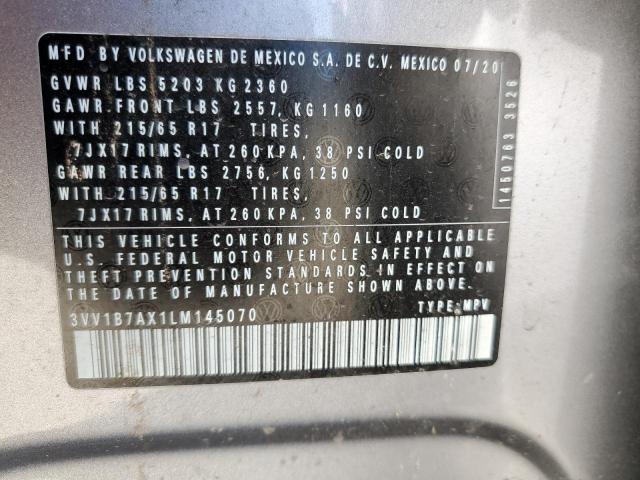 MFD BY VOLKSWAGEN DE MEXICO S.A. DE C.V. MEXICO 07/20
GVWR LBS 5203 KG 2360
GAWR.FRONT LBS 2557, KG 1160
WITH 215/65 R17 TIRES,
7JX17 RIMS, AT 260 KPA, 38 PSI COLD
GAWR REAR LBS 2756, KG 1250
WITH 215/65 R17 TIRES,
7JX17 RIMS, AT 260 KPA, 38 PSI COLD
THIS VEHICLE CONFORMS TO ALL APPLICABLE
U.S. FEDERAL MOTOR VEHICLE SAFETY AND
THEFT PREVENTION STANDARDS IN EFFECT ON
THE DATE OF MANUFACTURE SHOWN ABOVE.
3VV1B7AX1LM145070 TYPE:MPV
1450763 3526